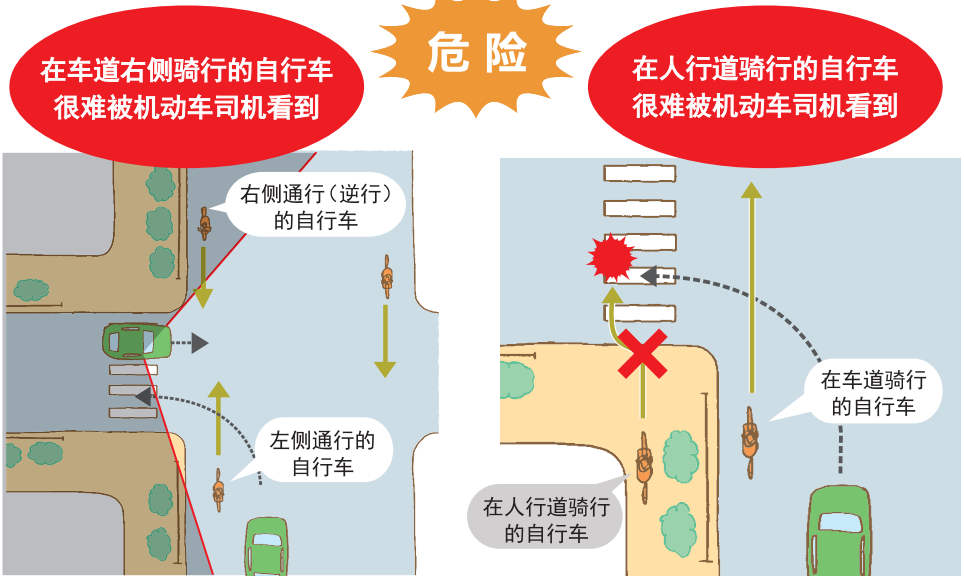 危险
在车道右侧骑行的自行车
很难被机动车司机看到
在人行道骑行的自行车
很难被机动车司机看到
右侧通行（逆行）
的自行车
左侧通行的
自行车
在车道骑行
的自行车
在人行道骑行
的自行车